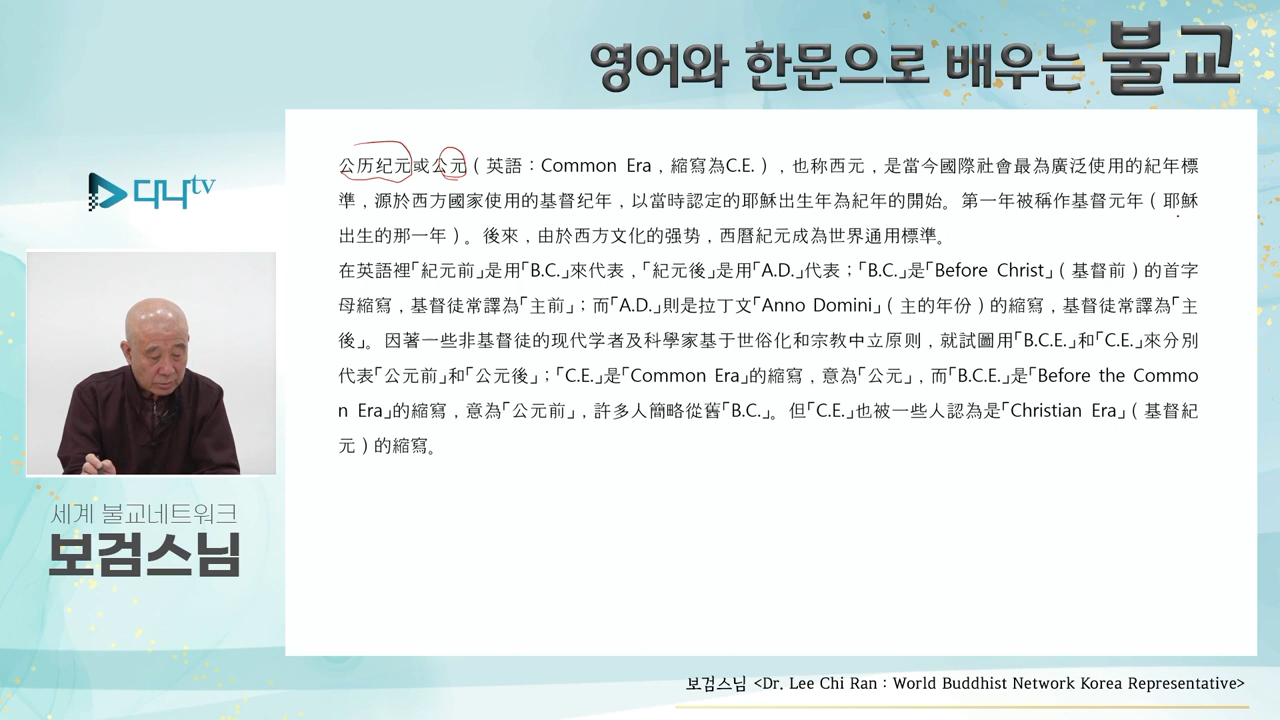 영어와 한문으로 배우는 불교
公历纪元或公元 ( 英語 : Common Era , 縮寫為C.E. ) , 也称西元 , 是當今國際社會最為廣泛使用的紀年標
準 , 源於西方國家使用的基督纪年 , 以當時認定的耶穌出生年為紀年的開始。第一年被稱作基督元年 ( 耶穌
出生的那一年 ) 。後來 , 由於西方文化的强势 , 西曆紀元成為世界通用標準。
在英語裡「紀元前」是用「B.C.」來代表 , 「紀元後」是用「A.D.」代表 ; 「B.C.」是「Before Christ」 ( 基督前 ) 的首字
母縮寫 , 基督徒常譯為「主前」 ; 而「A.D.」則是拉丁文「Anno Domini」 ( 主的年份 ) 的縮寫 , 基督徒常譯為「主
後」。因著一些非基督徒的现代学者及科學家基于世俗化和宗教中立原则 , 就試圖用「B.C.E.」和「C.E.」來分別
代表「公元前」和「公元後」 ; 「C.E.」是「Common Era」的縮寫 , 意為「公元」 , 而「B.C.E.」是「Before the Commo
n Era」的縮寫 , 意為「公元前」 , 許多人簡略從舊「B.C.」。但「C.E.」也被一些人認為是「Christian Era」 ( 基督紀
元 ) 的縮寫。
디나tv
세계 불교네트워크
보검스님
보검스님 <Dr. Lee Chi Ran : World Buddhist Network Korea Representative>